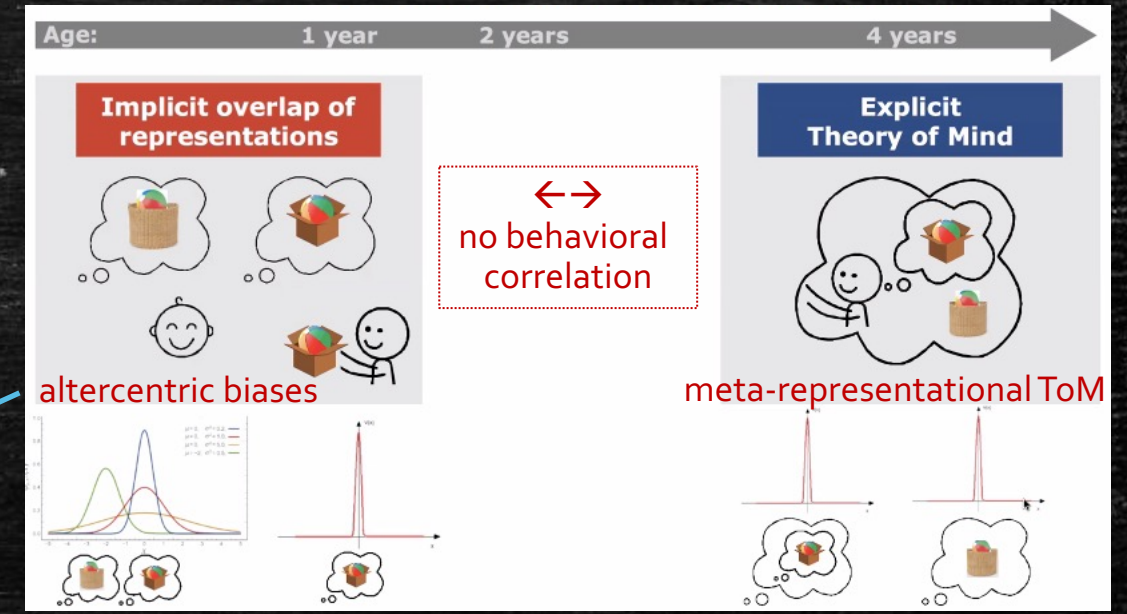 Age: 1 year 2 years 4 years
Implicit overlap of
representations
Explicit
Theory of Mind
←→
no behavioral
correlation
altercentric biases
meta-representational ToM